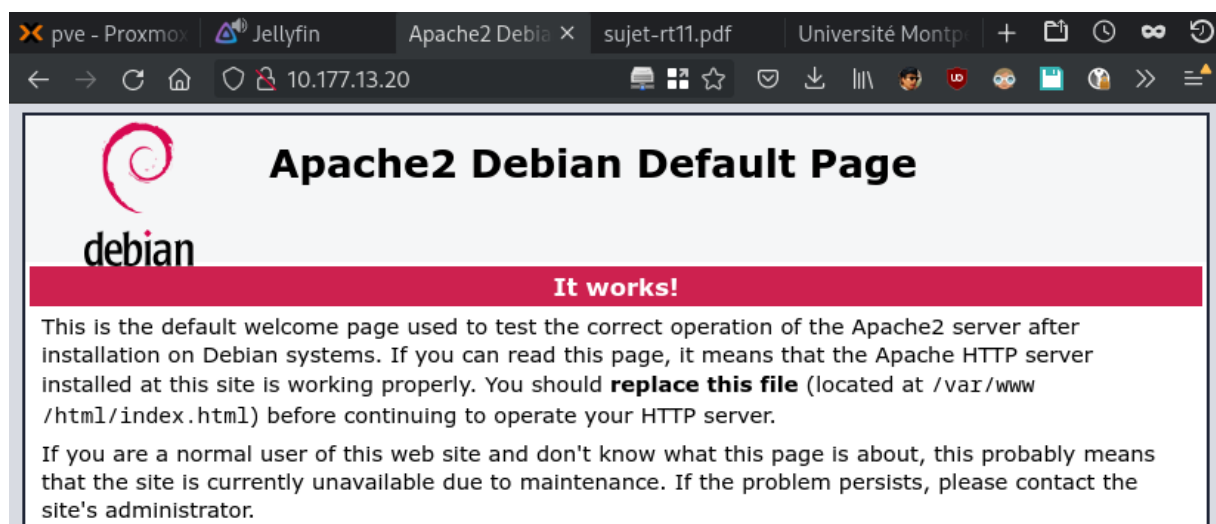 pve - Proxmox
Jellyfin
Apache2 Debia
sujet-rt11.pdf
Université Montp
10.177.13.20
debian
Apache2 Debian Default Page
It works!
This is the default welcome page used to test the correct operation of the Apache2 server after
installation on Debian systems. If you can read this page, it means that the Apache HTTP server
installed at this site is working properly. You should replace this file (located at /var/www
/html/index.html) before continuing to operate your HTTP server.
If you are a normal user of this web site and don't know what this page is about, this probably means
that the site is currently unavailable due to maintenance. If the problem persists, please contact the
site's administrator.